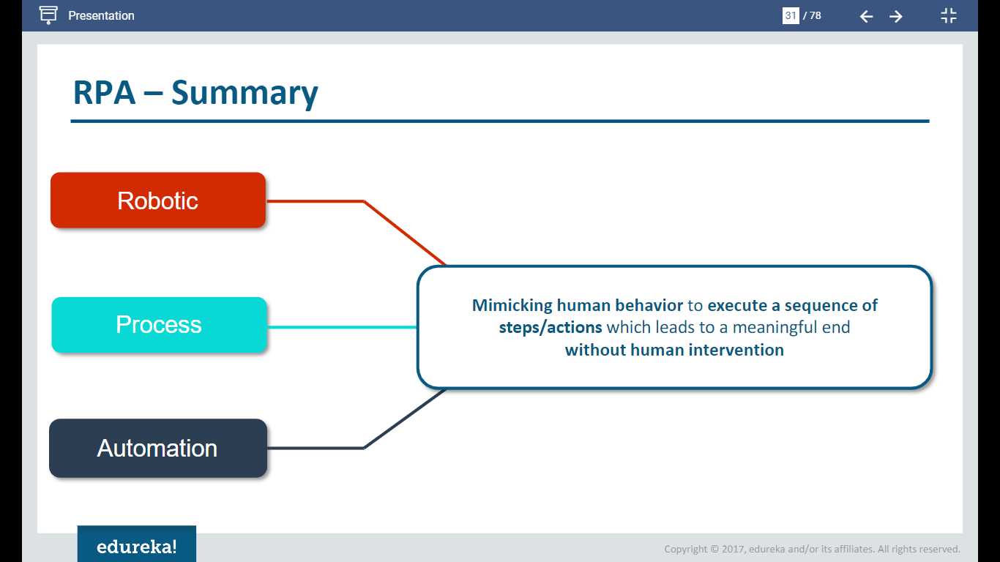 Presentation
31 / 78
RPA – Summary
Robotic
Process
Automation
Mimicking human behavior to execute a sequence of
steps/actions which leads to a meaningful end
without human intervention
edureka!
Copyright © 2017, edureka and/or its affiliates. All rights reserved.